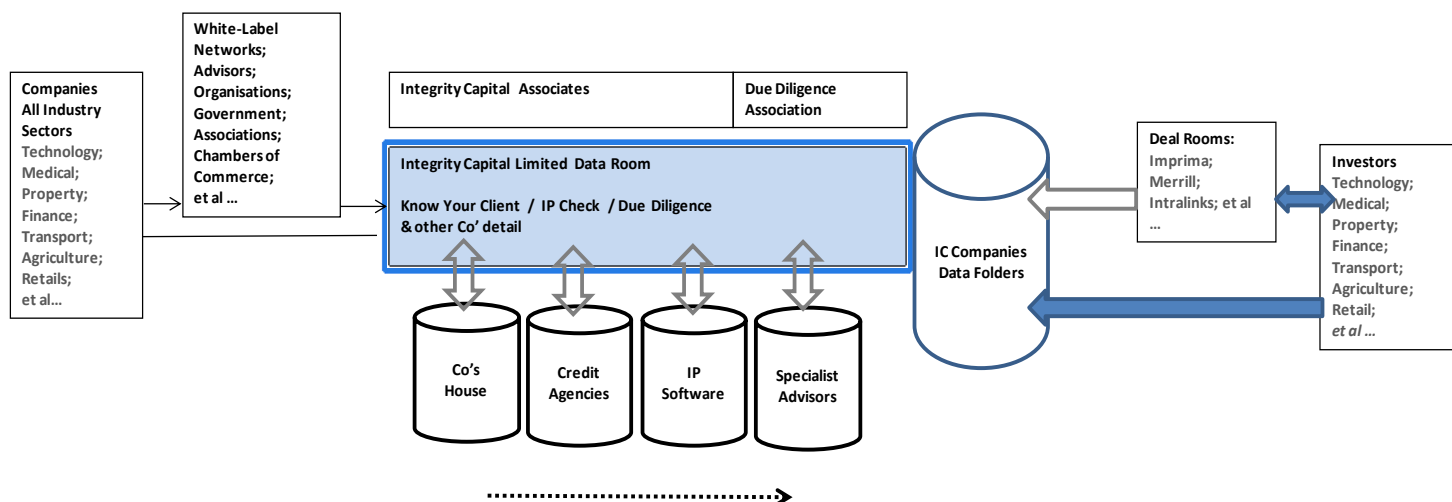 Companies
All Industry
Sectors
Technology;
Medical;
Property;
Finance;
Transport;
Agriculture;
Retails;
et al…
White-Label
Networks;
Advisors;
Organisations;
Government;
Associations;
Chambers of
Commerce;
et al …
Integrity Capital Associates
Due Diligence
Association
Integrity Capital Limited Data Room
Know Your Client / IP Check / Due Diligence
& other Co’ detail
Co’s
House
Credit
Agencies
IP
Software
Specialist
Advisors
IC Companies
Data Folders
Deal Rooms:
Imprima;
Merrill;
Intralinks; et al
…
Investors
Technology;
Medical;
Property;
Finance;
Transport;
Agriculture;
Retail;
et al …